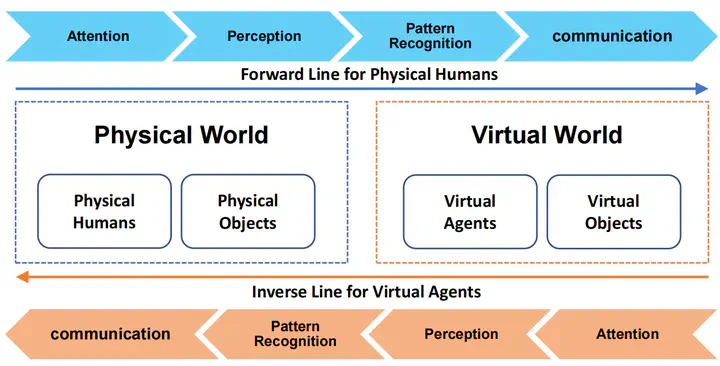 Attention
Perception
Pattern
Recognition
communication
Forward Line for Physical Humans
Physical World
Virtual World
Physical
Humans
Physical
Objects
Virtual
Agents
Virtual
Objects
Inverse Line for Virtual Agents
communication
Pattern
Recognition
Perception
Attention